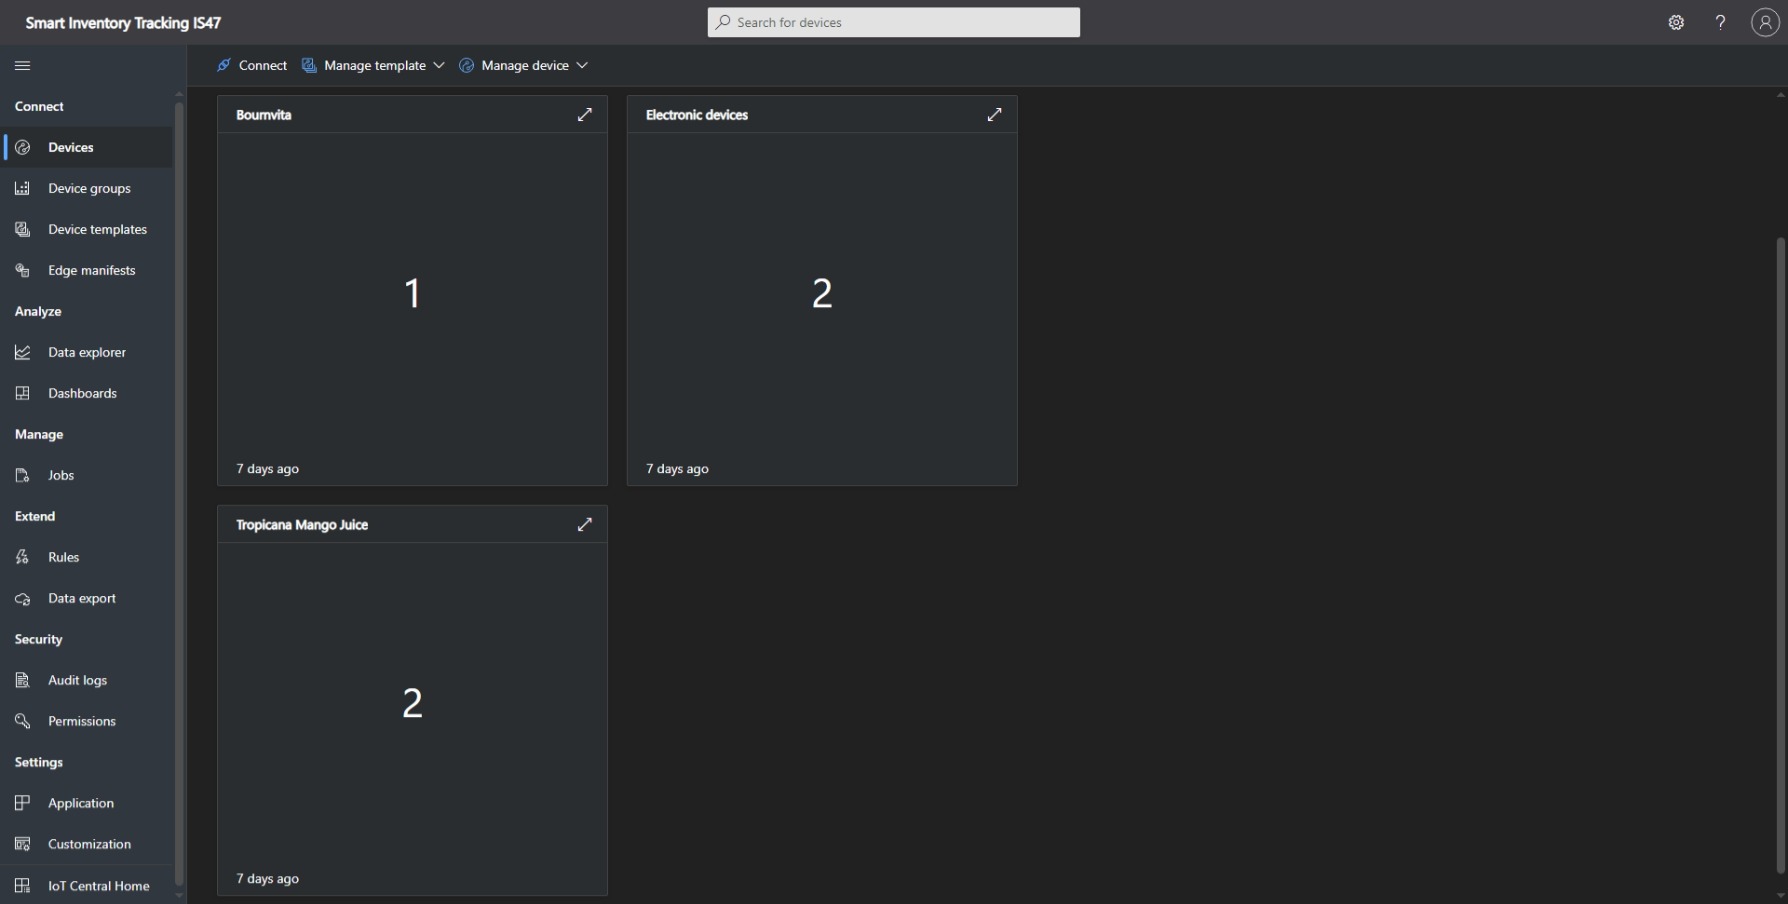 Smart Inventory Tracking IS47
Search for devices
?
Connect
Manage template
Manage device
Connect
Devices
Device groups
Device templates
Edge manifests
Analyze
Data explorer
Dashboards
Manage
Jobs
Extend
Rules
Data export
Security
Audit logs
Permissions
Settings
Application
Customization
IoT Central Home
Bournvita
1
7 days ago
Electronic devices
2
7 days ago
Tropicana Mango Juice
2
7 days ago